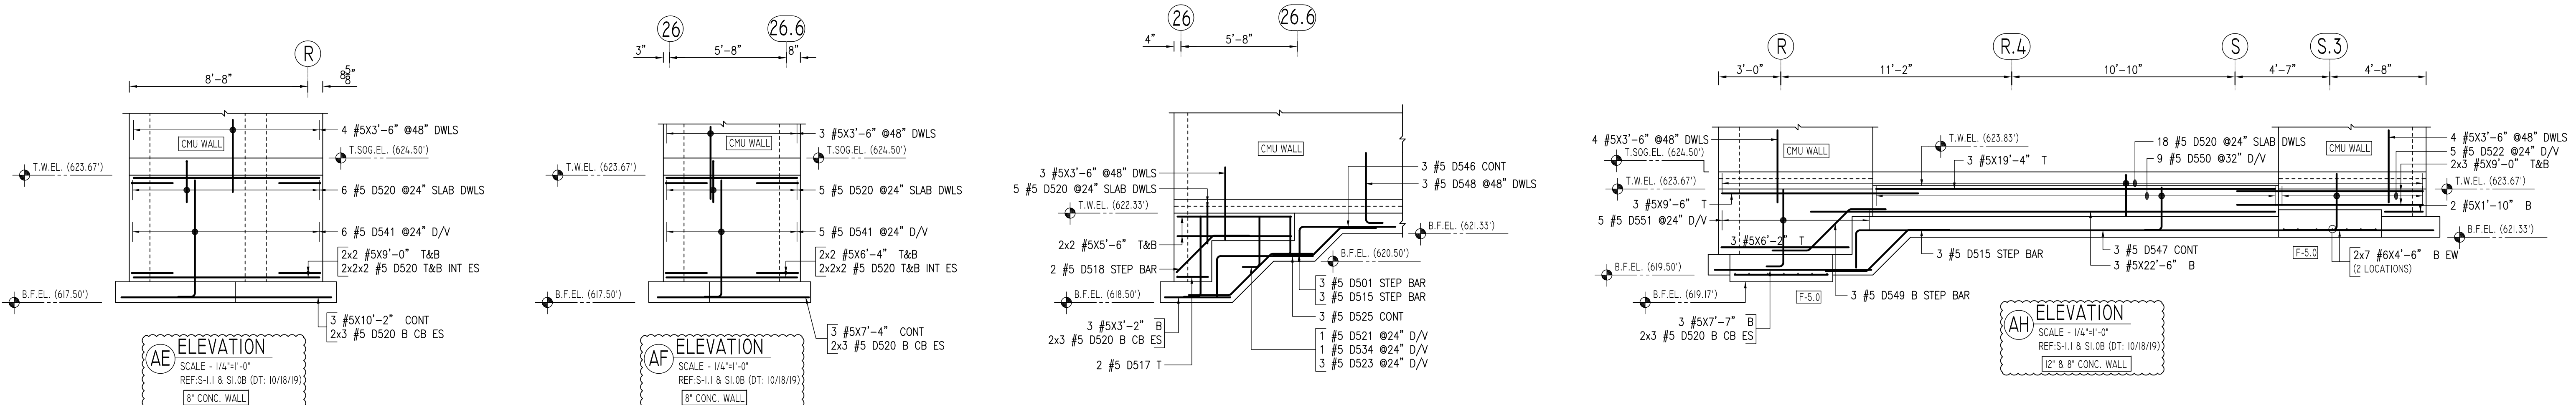 R
8'-8"
8 5/8"
CMU WALL
4 #5X3'-6" @48" DWLS
T.SOG.EL. (624.50')
T.W.EL. (623.67')
6 #5 D520 @24" SLAB DWLS
6 #5 D541 @24" D/V
2x2 #5X9'-0" T&B
2x2x2 #5 D520 T&B INT ES
B.F.EL. (617.50')
3 #5X10'-2" CONT
2x3 #5 D520 B CB ES
AE
ELEVATION
SCALE - 1/4"=1'-0"
REF:S-1.1 & S1.0B (DT: 10/18/19)
8" CONC. WALL
26
26.6
3"
5'-8"
8"
CMU WALL
3 #5X3'-6" @48" DWLS
T.SOG.EL. (624.50')
T.W.EL. (623.67')
5 #5 D520 @24" SLAB DWLS
5 #5 D541 @24" D/V
2x2 #5X6'-4" T&B
2x2x2 #5 D520 T&B INT ES
B.F.EL. (617.50')
3 #5X7'-4" CONT
2x3 #5 D520 B CB ES
AF
ELEVATION
SCALE - 1/4"=1'-0"
REF:S-1.1 & S1.0B (DT: 10/18/19)
8" CONC. WALL
26
26.6
4"
5'-8"
CMU WALL
3 #5X3'-6" @48" DWLS
5 #5 D520 @24" SLAB DWLS
T.W.EL. (622.33')
2x2 #5X5'-6" T&B
2 #5 D518 STEP BAR
B.F.EL. (618.50')
3 #5X3'-2" B
2x3 #5 D520 B CB ES
2 #5 D517 T
3 #5 D546 CONT
3 #5 D548 @48" DWLS
B.F.EL. (621.33')
B.F.EL. (620.50')
3 #5 D501 STEP BAR
3 #5 D515 STEP BAR
3 #5 D525 CONT
1 #5 D521 @24" D/V
1 #5 D534 @24" D/V
3 #5 D523 @24" D/V
R
R.4
S
S.3
3'-0"
11'-2"
10'-10"
4'-7"
4'-8"
4 #5X3'-6" @48" DWLS
T.SOG.EL. (624.50')
CMU WALL
T.W.EL. (623.67')
3 #5X9'-6" T
5 #5 D551 @24" D/V
3 #5X6'-2" T
B.F.EL. (619.50')
B.F.EL. (619.17')
3 #5X7'-7" B
2x3 #5 D520 B CB ES
F-5.0
T.W.EL. (623.83')
3 #5X19'-4" T
18 #5 D520 @24" SLAB DWLS
9 #5 D550 @32" D/V
3 #5 D515 STEP BAR
3 #5 D547 CONT
3 #5X22'-6" B
3 #5 D549 B STEP BAR
CMU WALL
4 #5X3'-6" @48" DWLS
5 #5 D522 @24" D/V
2x3 #5X9'-0" T&B
T.W.EL. (623.67')
2 #5X1'-10" B
B.F.EL. (621.33')
F-5.0
2x7 #6X4'-6" B EW
(2 LOCATIONS)
AH
ELEVATION
SCALE - 1/4"=1'-0"
REF:S-1.1 & S1.0B (DT: 10/18/19)
12" & 8" CONC. WALL